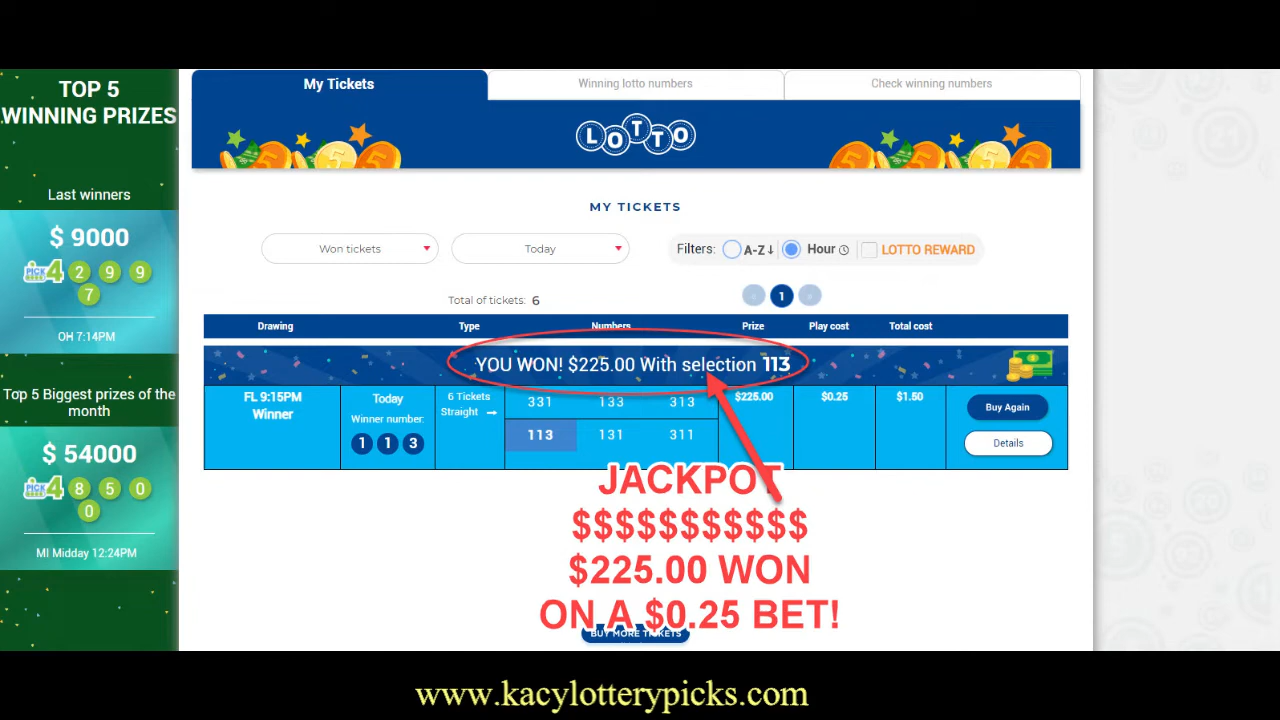 TOP 5
WINNING PRIZES
Last winners
$ 9000
PICK 4 2 9 9
7
OH 7:14PM
Top 5 Biggest prizes of the
month
$ 54000
PICK 4 8 5 0
0
MI Midday 12:24PM
My Tickets
Winning lotto numbers
Check winning numbers
LOTTO
MY TICKETS
Won tickets
Today
Filters: A-Z↓ Hour LOTTO REWARD
Total of tickets: 6
« 1 »
Drawing Type Numbers Prize Play cost Total cost
YOU WON! $225.00 With selection 113
FL 9:15PM
Winner
Today
Winner number:
1 1 3
6 Tickets
Straight →
331 133 313
113 131 311
$225.00
$0.25
$1.50
Buy Again
Details
JACKPOT
$$$$$$$$$$$
$225.00 WON
ON A $0.25 BET!
BUY MORE TICKETS
www.kacylotterypicks.com